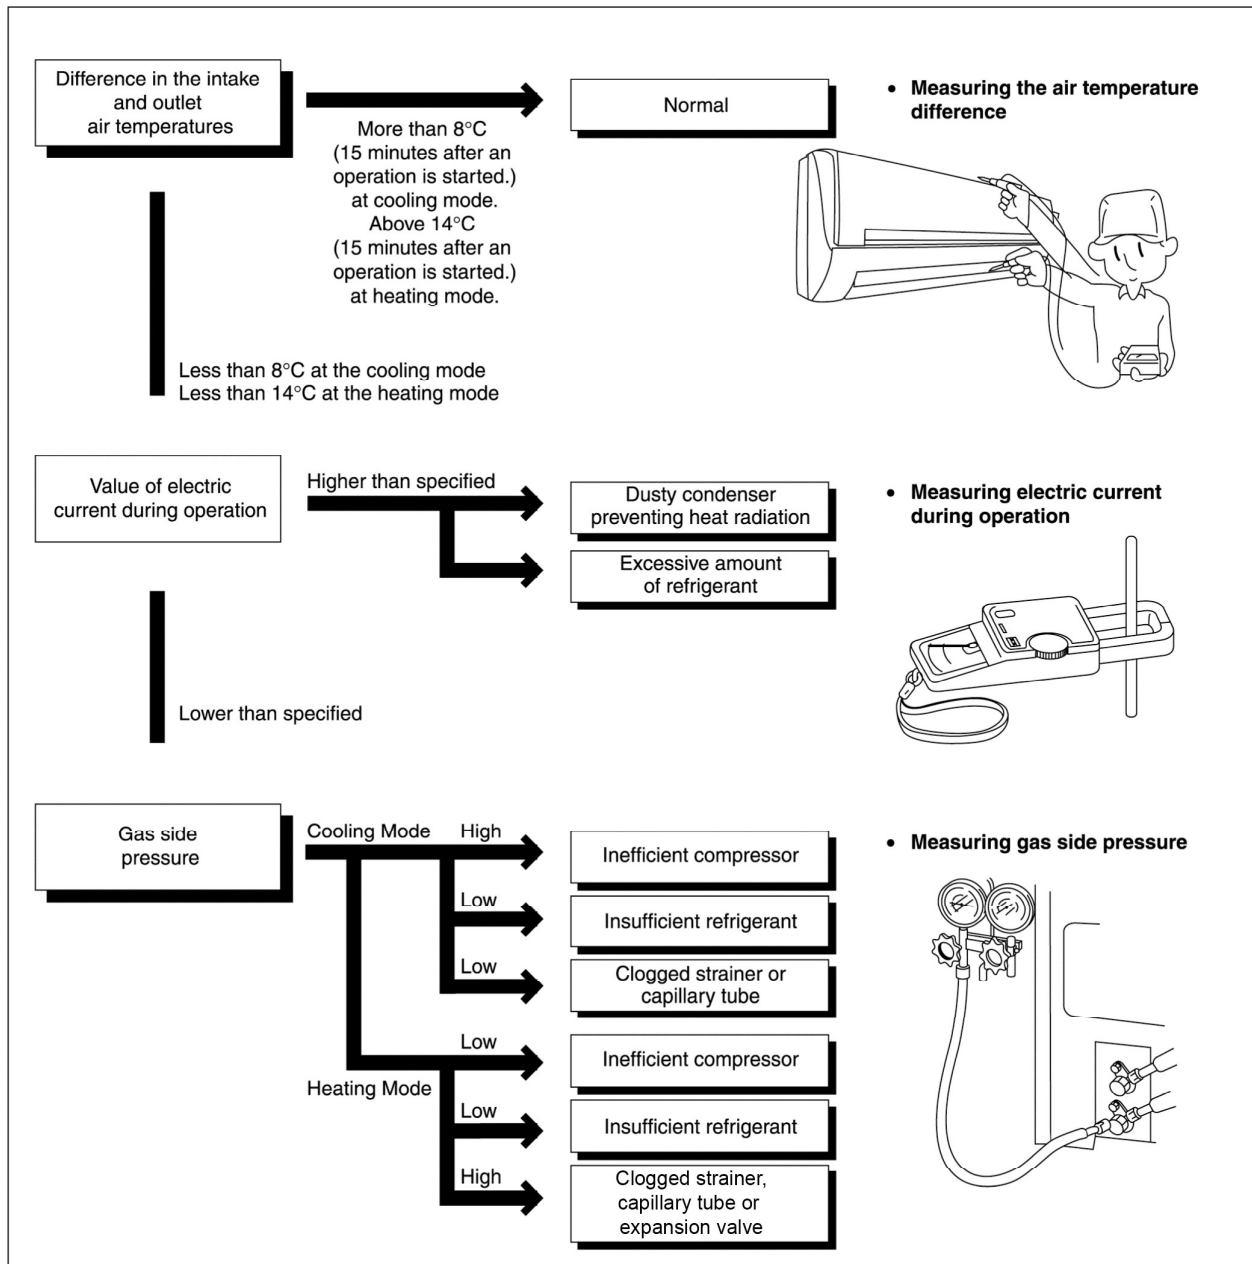 Difference in the intake
and outlet
air temperatures
More than 8°C
(15 minutes after an
operation is started.)
at cooling mode.
Above 14°C
(15 minutes after an
operation is started.)
at heating mode.
Normal
• Measuring the air temperature
difference
Less than 8°C at the cooling mode
Less than 14°C at the heating mode
Value of electric
current during operation
Higher than specified
Dusty condenser
preventing heat radiation
Excessive amount
of refrigerant
• Measuring electric current
during operation
Lower than specified
Gas side
pressure
Cooling Mode
High
Inefficient compressor
Low
Insufficient refrigerant
Low
Clogged strainer or
capillary tube
Heating Mode
Low
Inefficient compressor
Low
Insufficient refrigerant
High
Clogged strainer,
capillary tube or
expansion valve
• Measuring gas side pressure